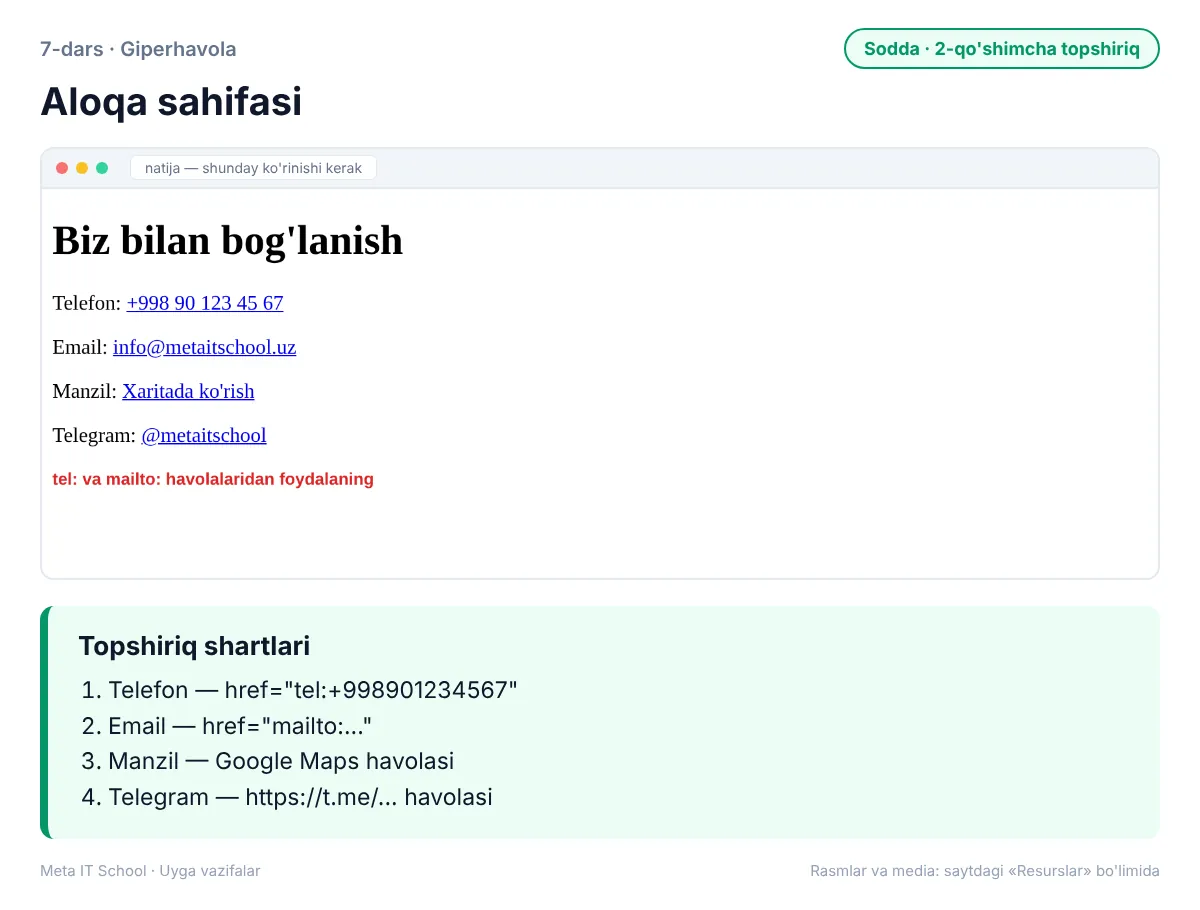 7-dars · Giperhavola
Sodda · 2-qo'shimcha topshiriq
Aloqa sahifasi
natija — shunday ko'rinishi kerak
Biz bilan bog'lanish
Telefon: +998 90 123 45 67
Email: info@metaitschool.uz
Manzil: Xaritada ko'rish
Telegram: @metaitschool
tel: va mailto: havolalaridan foydalaning
Topshiriq shartlari
1. Telefon — href="tel:+998901234567"
2. Email — href="mailto:..."
3. Manzil — Google Maps havolasi
4. Telegram — https://t.me/... havolasi
Meta IT School · Uyga vazifalar
Rasmlar va media: saytdagi «Resurslar» bo'limida